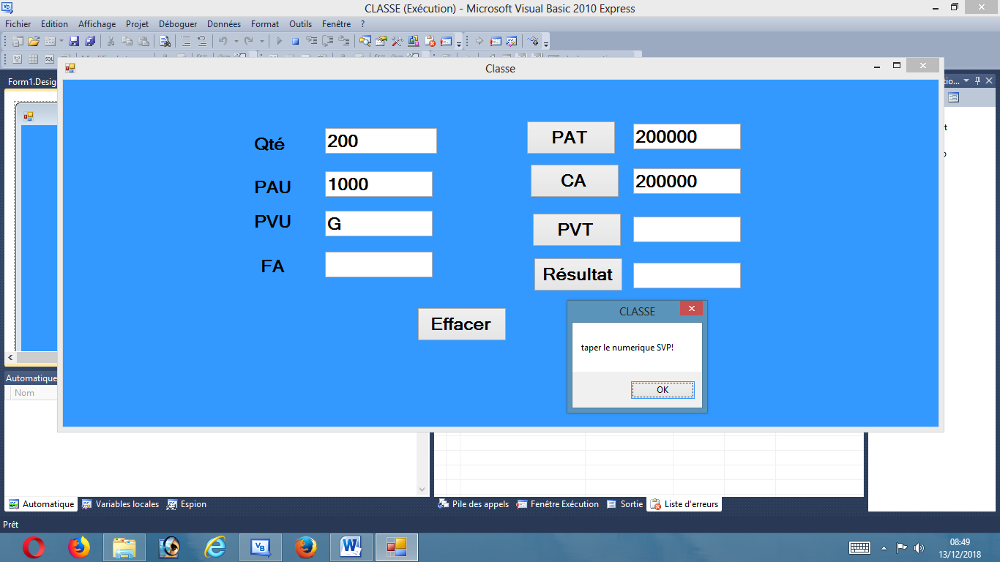 CLASSE (Exécution) - Microsoft Visual Basic 2010 Express
Fichier Edition Affichage Projet Déboguer Données Format Outils Fenêtre ?
Form1.Desig
Classe
Qté 200
PAU 1000
PVU G
FA
PAT 200000
CA 200000
PVT
Résultat
Effacer
CLASSE
taper le numerique SVP!
OK
Automatique
Nom
Automatique Variables locales Espion
Pile des appels Fenêtre Exécution Sortie Liste d'erreurs
Prêt
08:49
13/12/2018